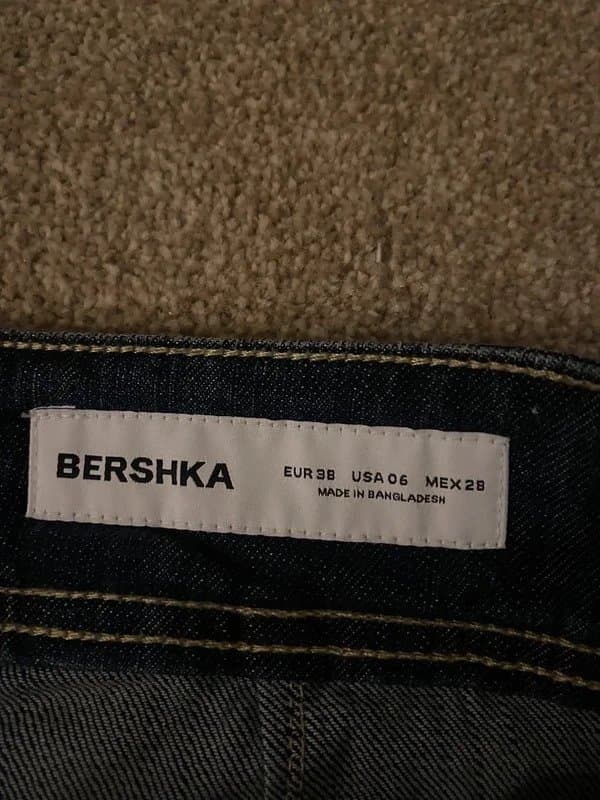 BERSHKA
EUR 38 USA 06 MEX 28
MADE IN BANGLADESH